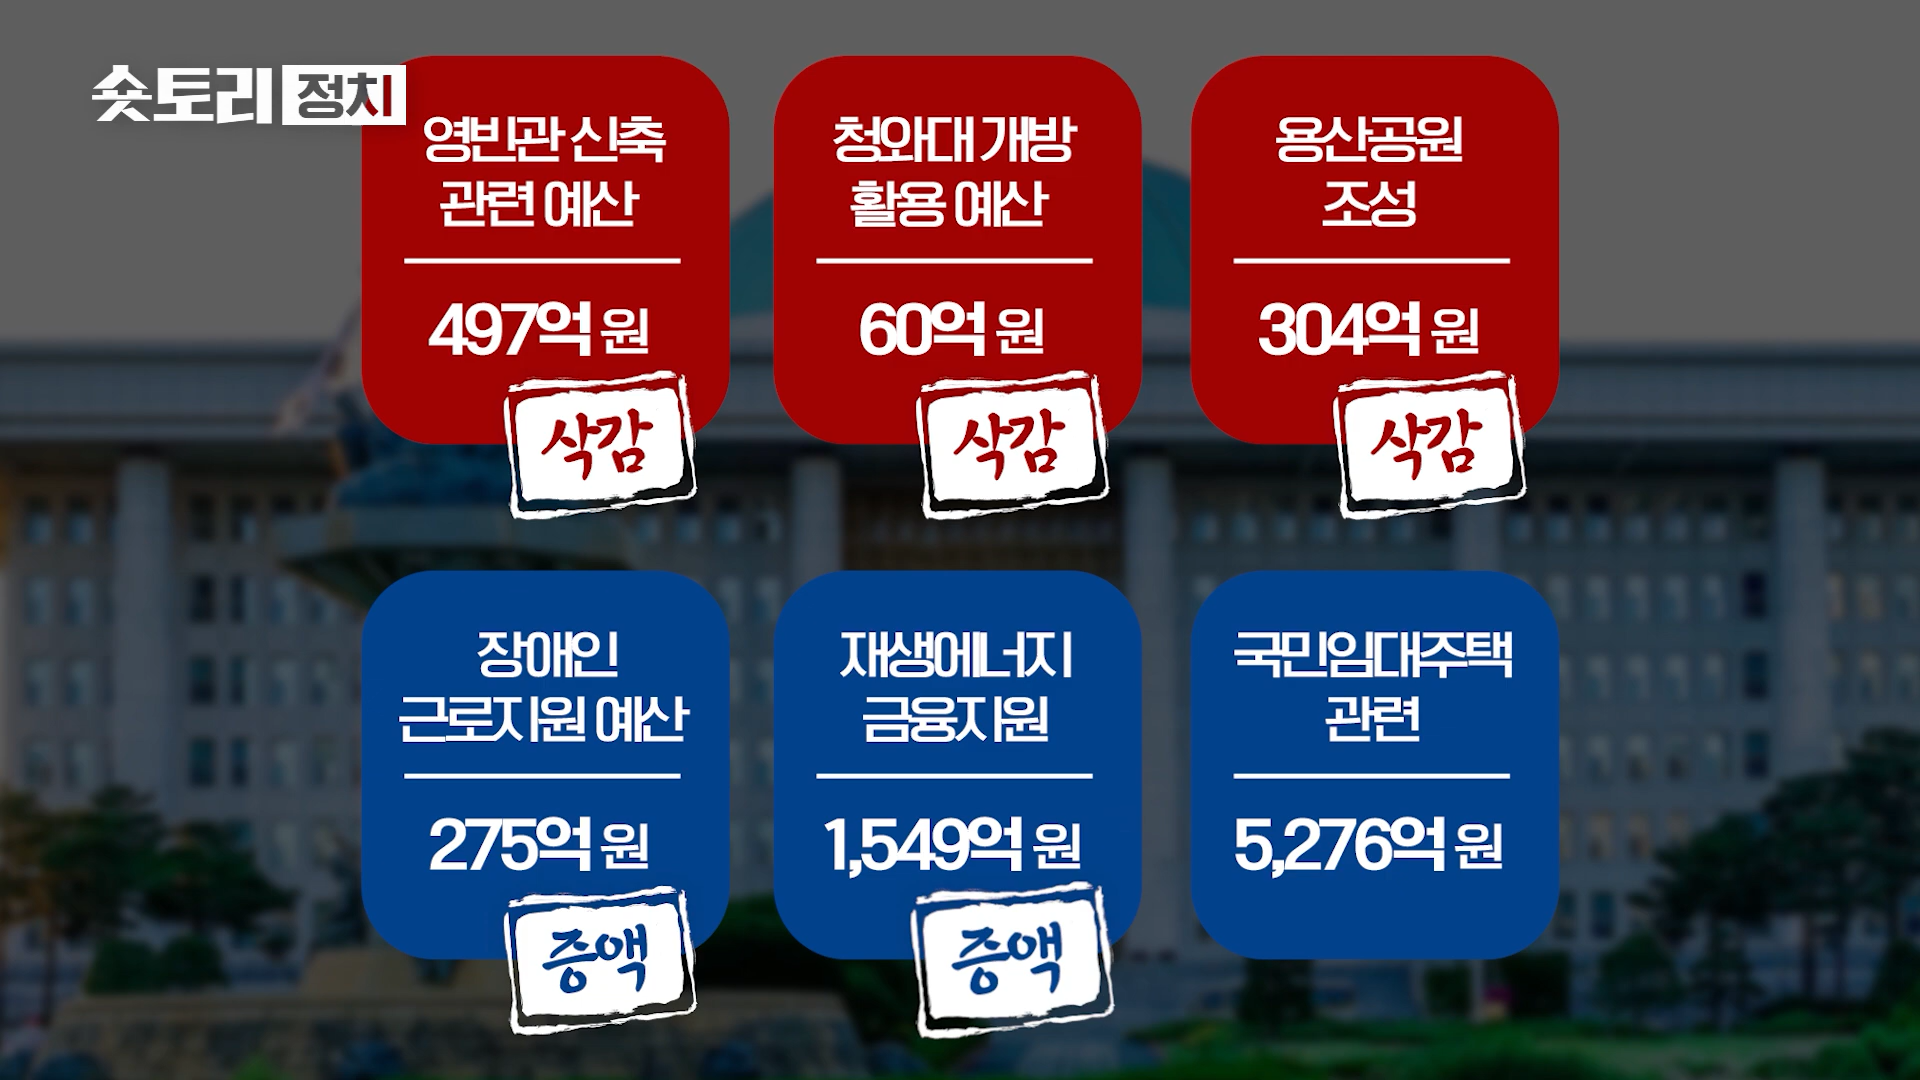 숏토리 정치
영빈관 신축
관련 예산
497억 원
삭감
청와대 개방
활용 예산
60억 원
삭감
용산공원
조성
304억 원
삭감
장애인
근로지원 예산
275억 원
증액
재생에너지
금융지원
1,549억 원
증액
국민임대주택
관련
5,276억 원